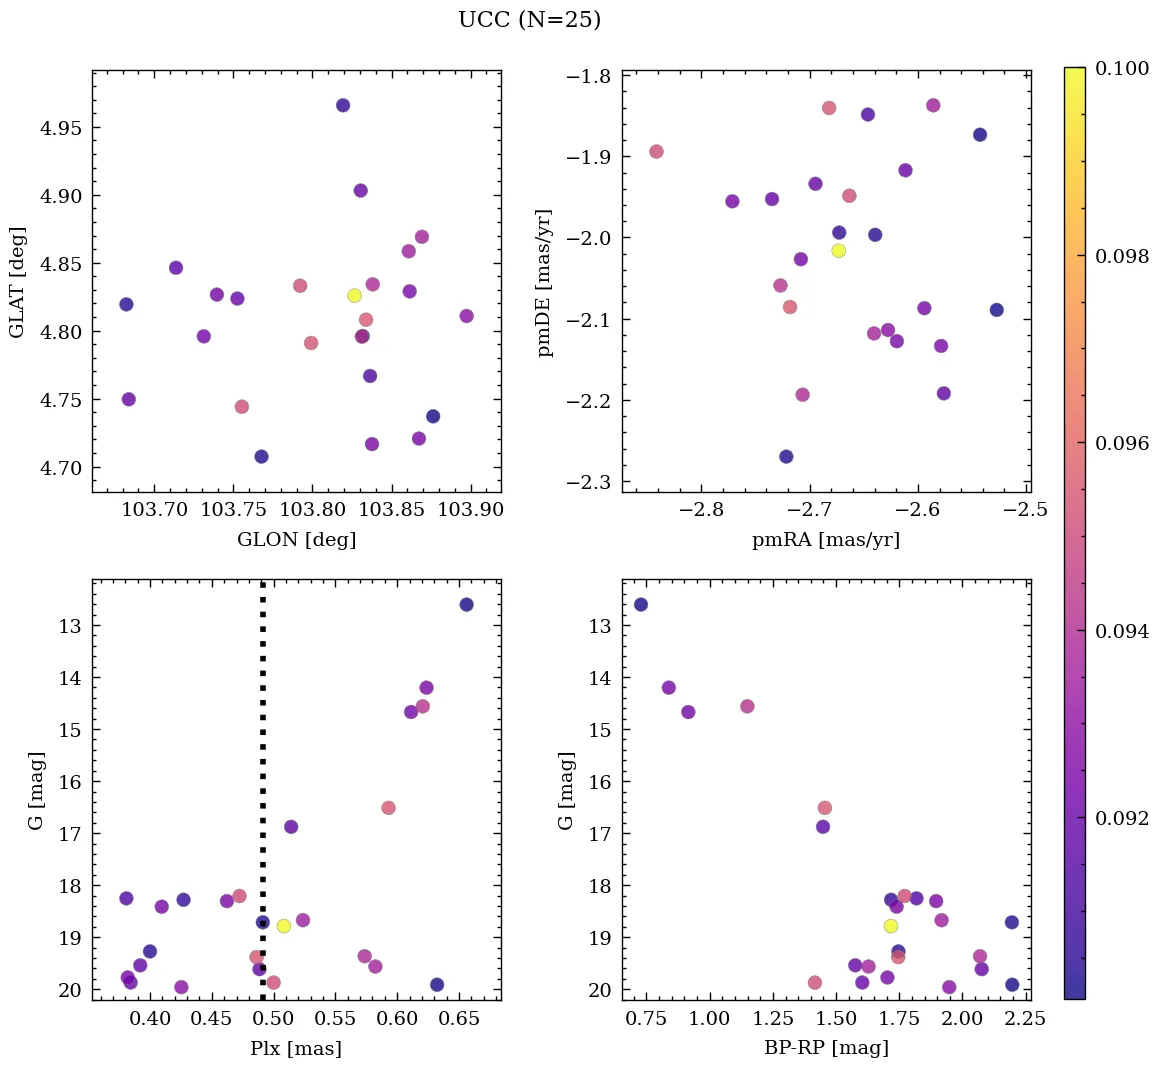 UCC (N=25)
4.95
4.90
4.85
4.80
4.75
4.70
GLAT [deg]
103.70 103.75 103.80 103.85 103.90
GLON [deg]
−1.8
−1.9
−2.0
−2.1
−2.2
−2.3
pmDE [mas/yr]
−2.8 −2.7 −2.6 −2.5
pmRA [mas/yr]
13
14
15
16
17
18
19
20
G [mag]
0.40 0.45 0.50 0.55 0.60 0.65
Plx [mas]
13
14
15
16
17
18
19
20
G [mag]
0.75 1.00 1.25 1.50 1.75 2.00 2.25
BP-RP [mag]
0.100
0.098
0.096
0.094
0.092